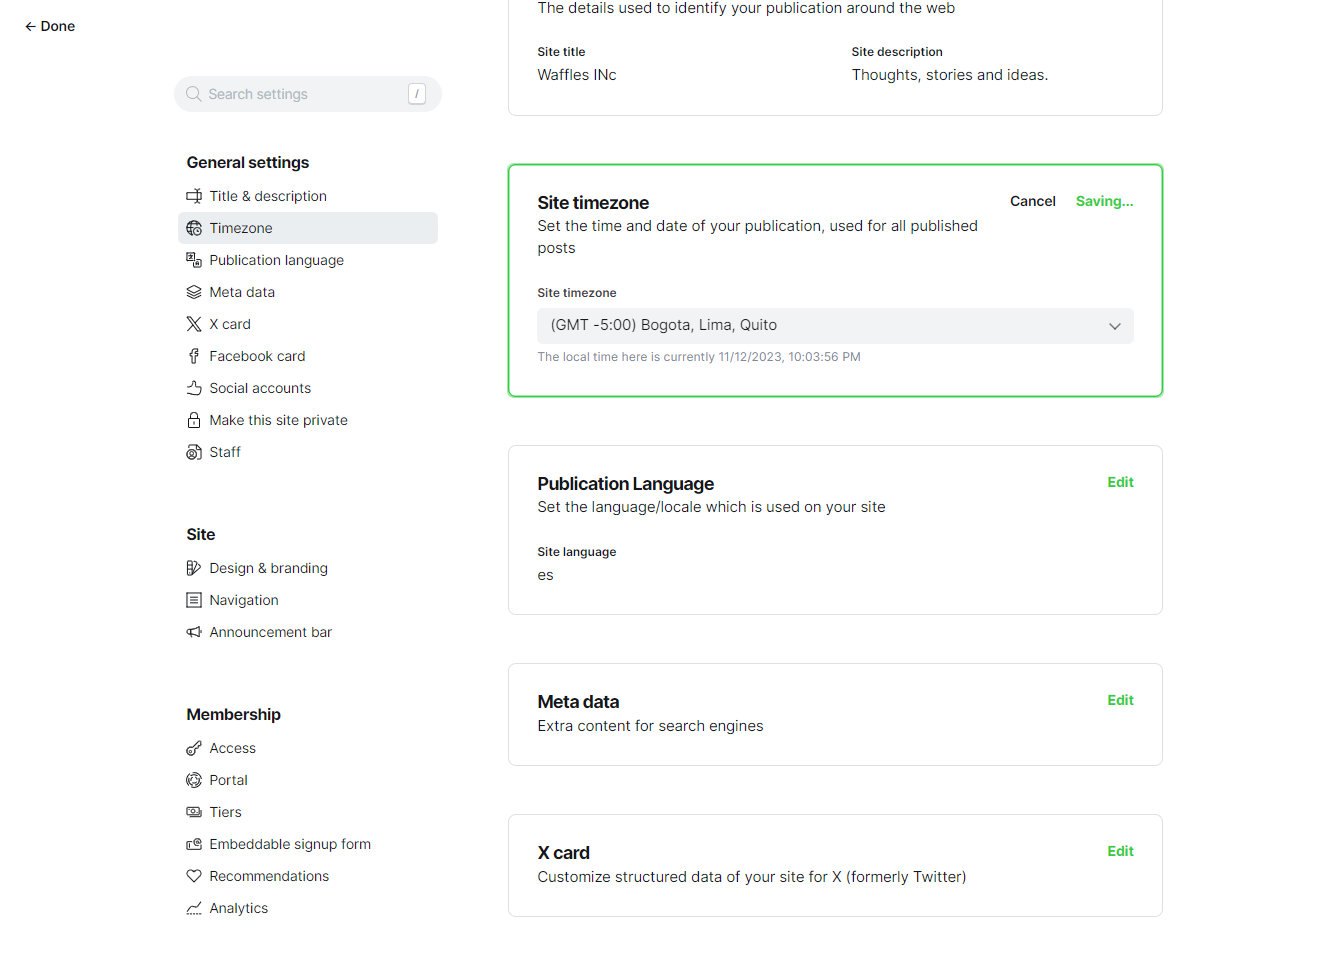 ← Done
Search settings
/
General settings
Title & description
Timezone
Publication language
Meta data
X card
Facebook card
Social accounts
Make this site private
Staff
Site
Design & branding
Navigation
Announcement bar
Membership
Access
Portal
Tiers
Embeddable signup form
Recommendations
Analytics
The details used to identify your publication around the web
Site title
Waffles INc
Site description
Thoughts, stories and ideas.
Site timezone
Cancel
Saving...
Set the time and date of your publication, used for all published
posts
Site timezone
(GMT -5:00) Bogota, Lima, Quito
The local time here is currently 11/12/2023, 10:03:56 PM
Publication Language
Edit
Set the language/locale which is used on your site
Site language
es
Meta data
Edit
Extra content for search engines
X card
Edit
Customize structured data of your site for X (formerly Twitter)